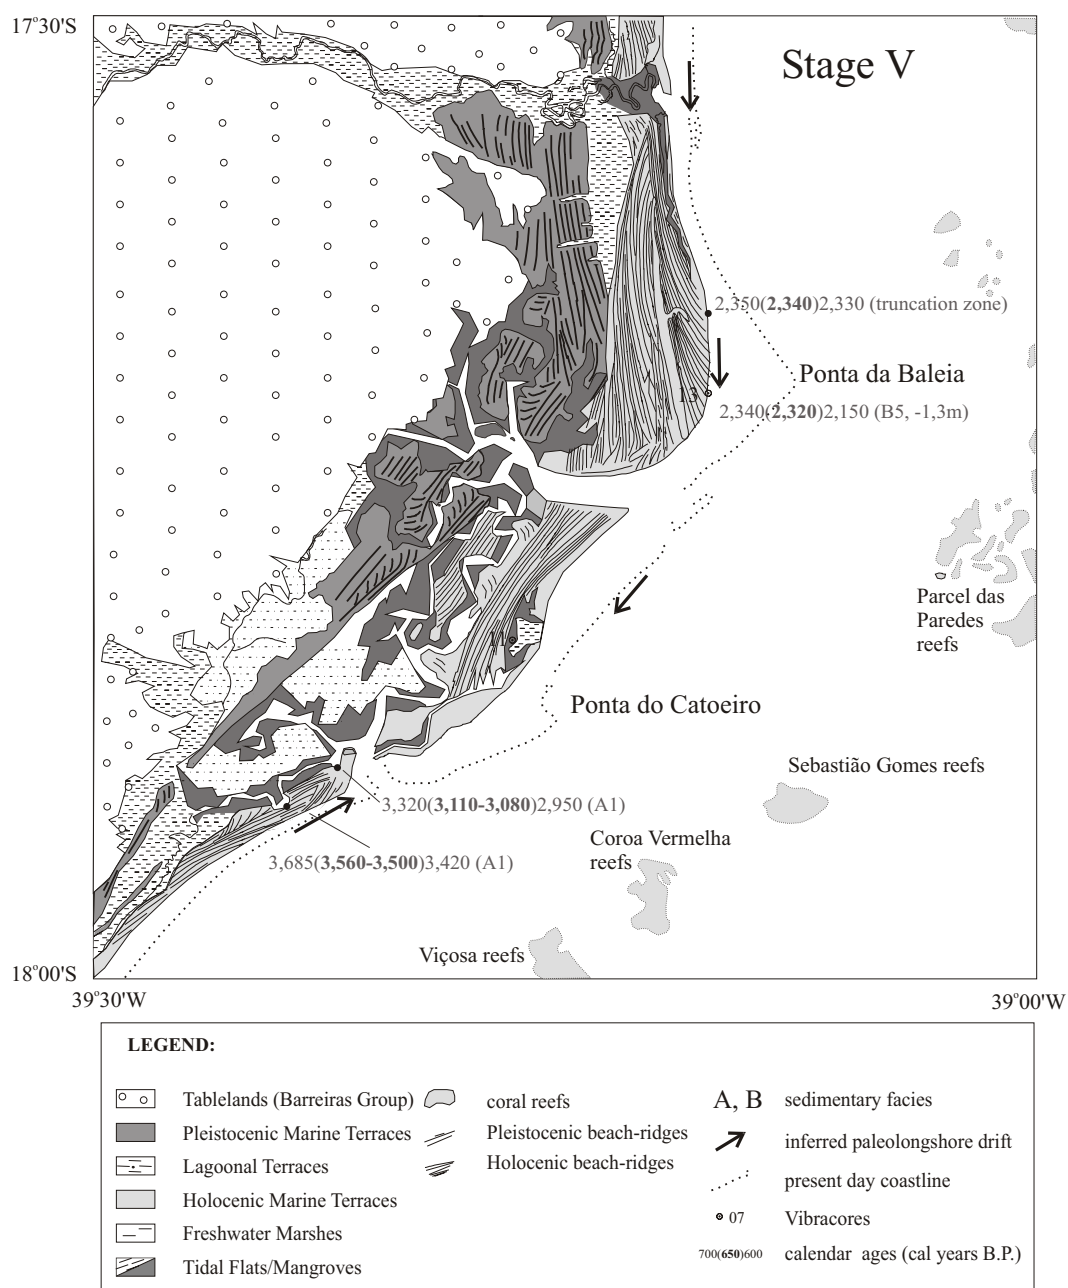 17°30'S
Stage V
2,350(2,340)2,330 (truncation zone)
Ponta da Baleia
13
2,340(2,320)2,150 (B5, -1,3m)
Parcel das
Paredes
reefs
11
Ponta do Catoeiro
Sebastião Gomes reefs
3,320(3,110-3,080)2,950 (A1)
Coroa Vermelha
reefs
3,685(3,560-3,500)3,420 (A1)
Viçosa reefs
18°00'S
39°30'W
39°00'W
LEGEND:
Tablelands (Barreiras Group)
Pleistocenic Marine Terraces
Lagoonal Terraces
Holocenic Marine Terraces
Freshwater Marshes
Tidal Flats/Mangroves
coral reefs
Pleistocenic beach-ridges
Holocenic beach-ridges
A, B sedimentary facies
inferred paleolongshore drift
present day coastline
07 Vibracores
700(650)600 calendar ages (cal years B.P.)